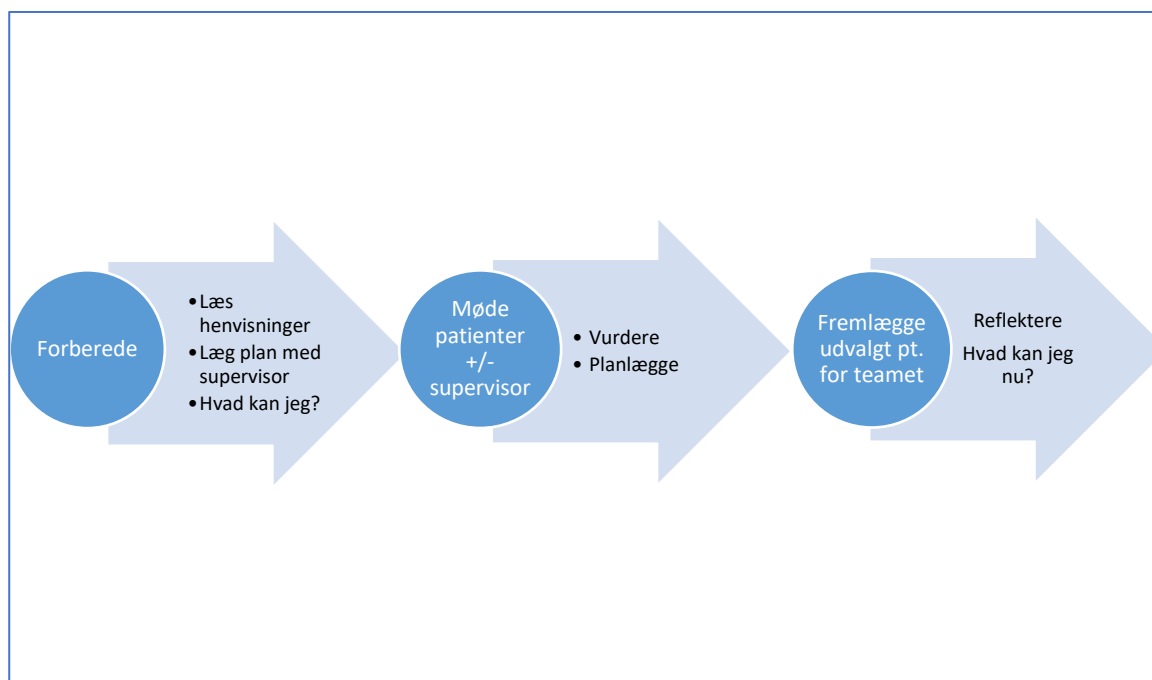 Forberede
•Læs
henvisninger
•Læg plan med
supervisor
•Hvad kan jeg?
Møde
patienter
+/-
supervisor
• Vurdere
• Planlægge
Fremlægge
udvalgt pt.
for teamet
Reflektere
Hvad kan jeg
nu?